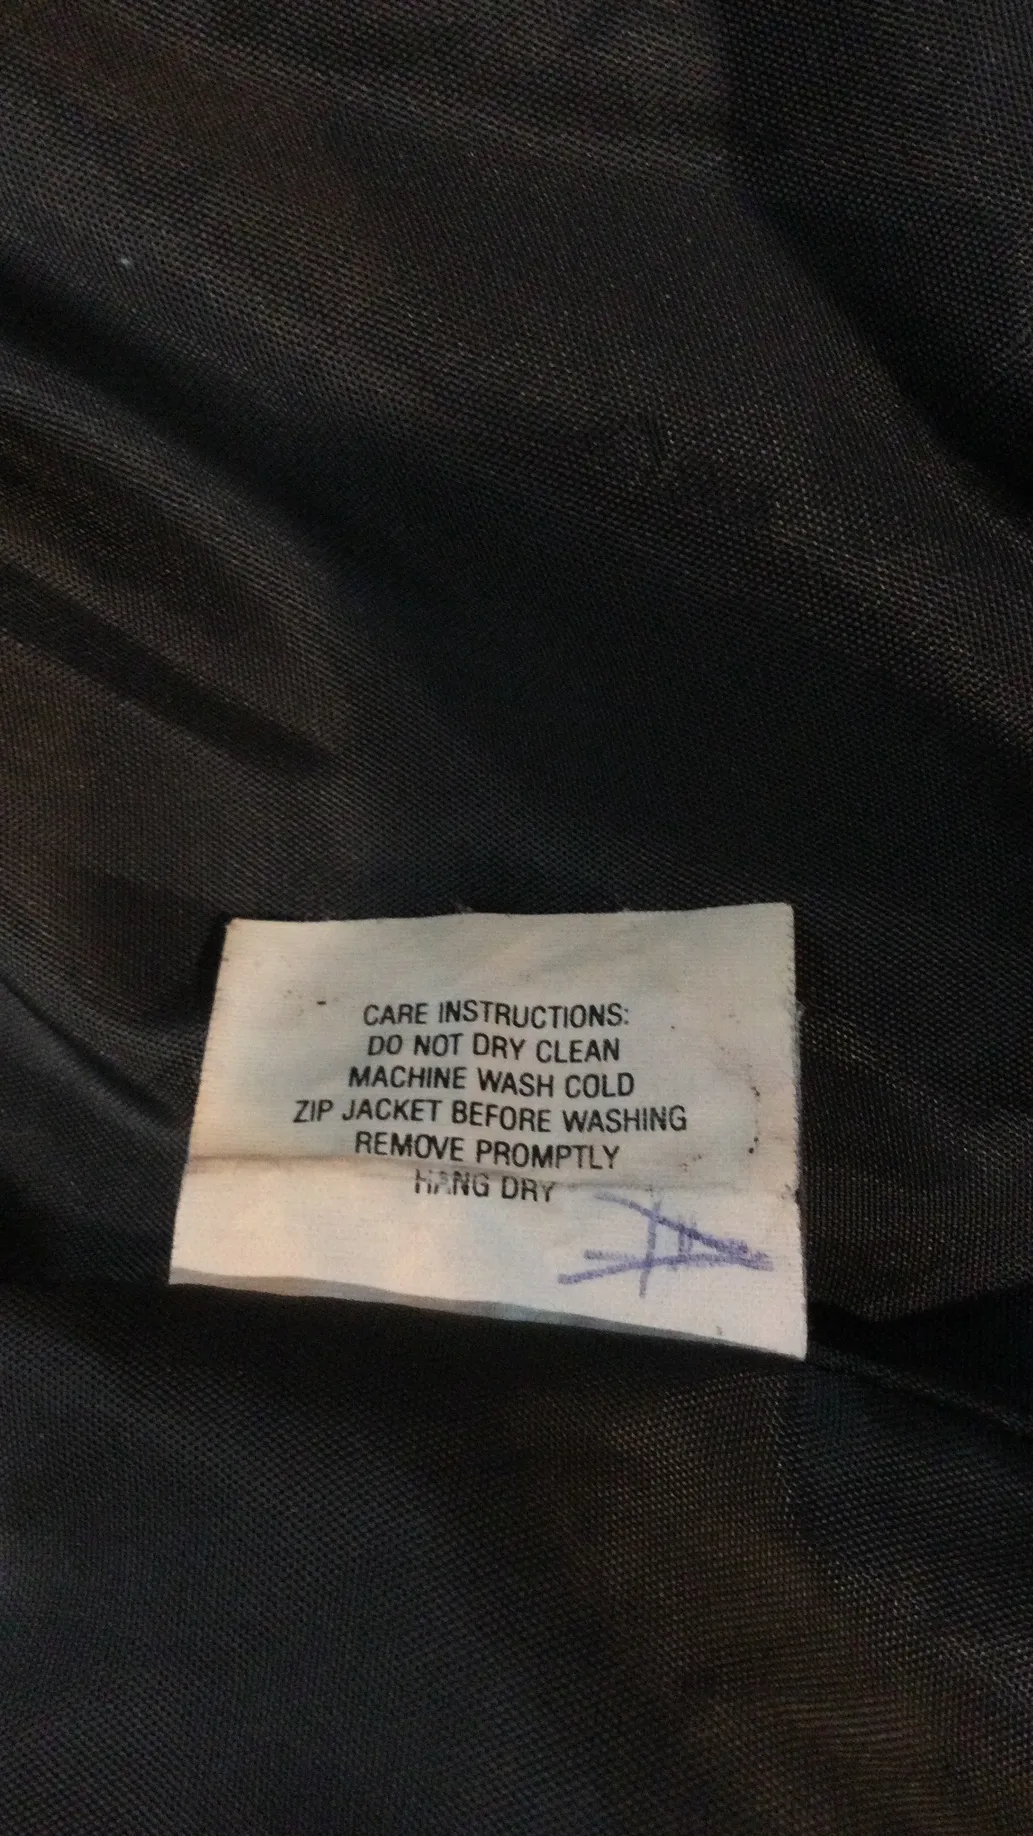 CARE INSTRUCTIONS:
DO NOT DRY CLEAN
MACHINE WASH COLD
ZIP JACKET BEFORE WASHING
REMOVE PROMPTLY
HANG DRY